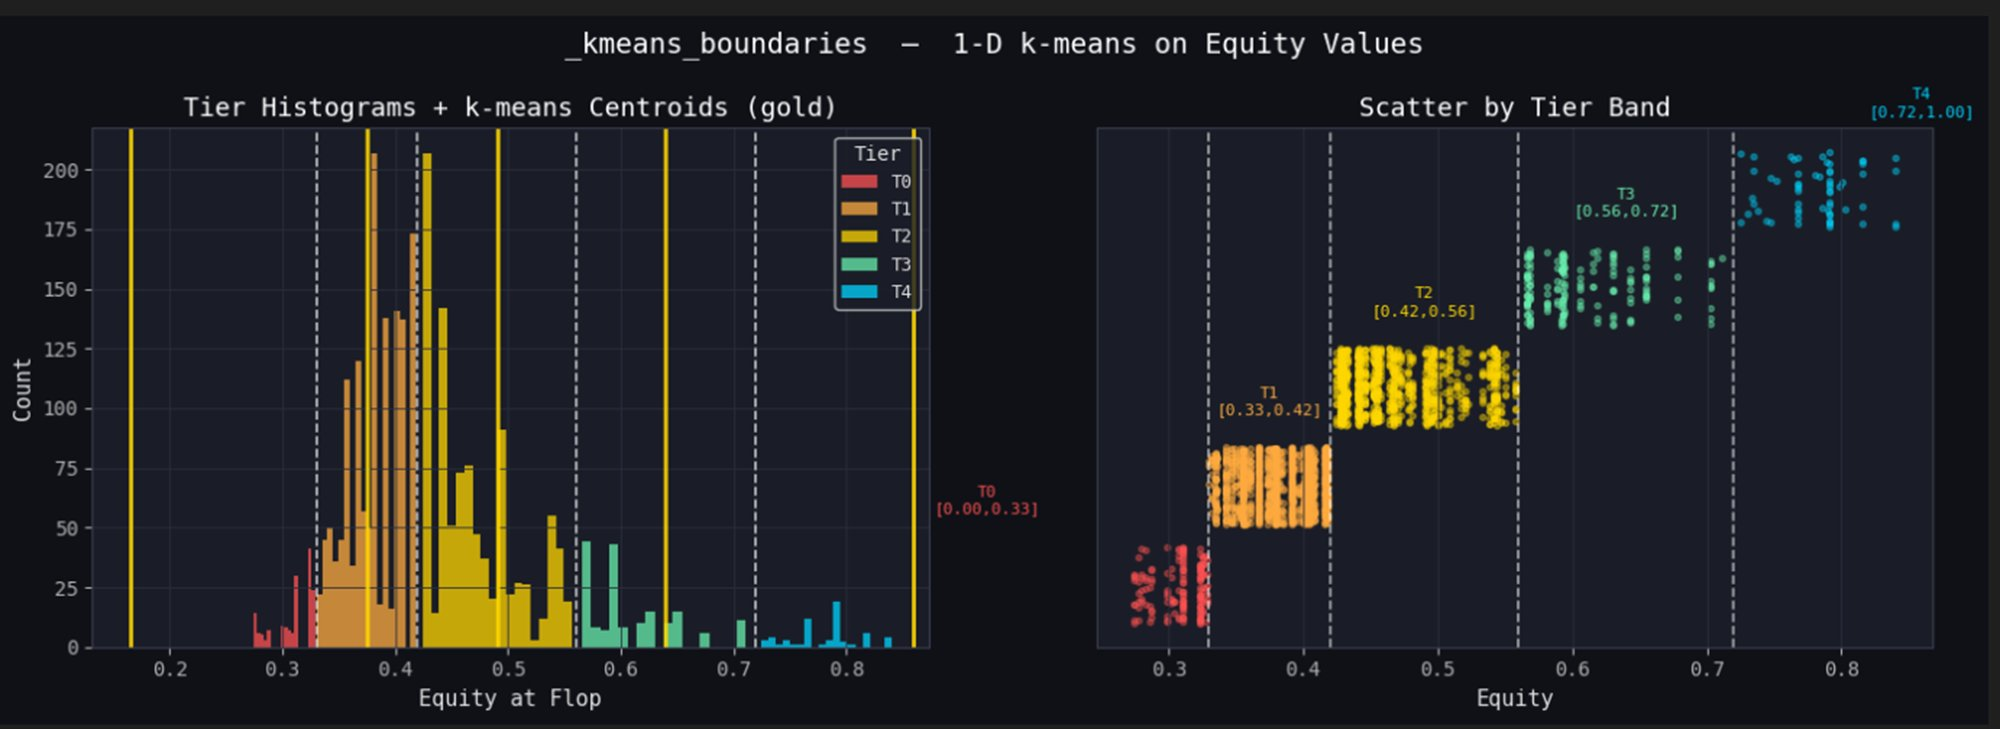 _kmeans_boundaries — 1-D k-means on Equity Values
Tier Histograms + k-means Centroids (gold)
Tier
T0
T1
T2
T3
T4
200
175
150
125
100
75
50
25
0
Count
0.2 0.3 0.4 0.5 0.6 0.7 0.8
Equity at Flop
Scatter by Tier Band
T4
[0.72,1.00]
T3
[0.56,0.72]
T2
[0.42,0.56]
T1
[0.33,0.42]
T0
[0.00,0.33]
0.3 0.4 0.5 0.6 0.7 0.8
Equity